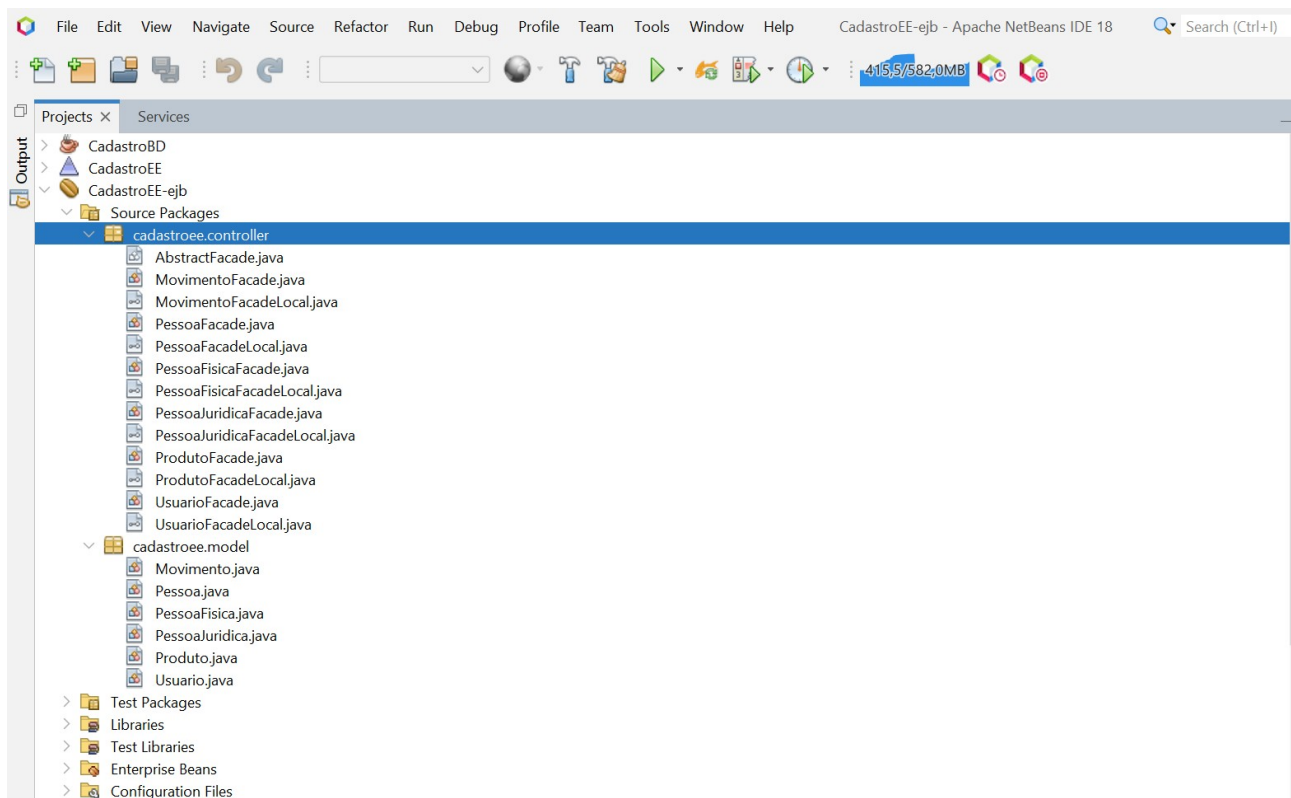 File Edit View Navigate Source Refactor Run Debug Profile Team Tools Window Help CadastroEE-ejb - Apache NetBeans IDE 18 Search (Ctrl+I)
415,5/582,0MB
Projects Services
Output
CadastroBD
CadastroEE
CadastroEE-ejb
Source Packages
cadastroee.controller
AbstractFacade.java
MovimentoFacade.java
MovimentoFacadeLocal.java
PessoaFacade.java
PessoaFacadeLocal.java
PessoaFisicaFacade.java
PessoaFisicaFacadeLocal.java
PessoaJuridicaFacade.java
PessoaJuridicaFacadeLocal.java
ProdutoFacade.java
ProdutoFacadeLocal.java
UsuarioFacade.java
UsuarioFacadeLocal.java
cadastroee.model
Movimento.java
Pessoa.java
PessoaFisica.java
PessoaJuridica.java
Produto.java
Usuario.java
Test Packages
Libraries
Test Libraries
Enterprise Beans
Configuration Files